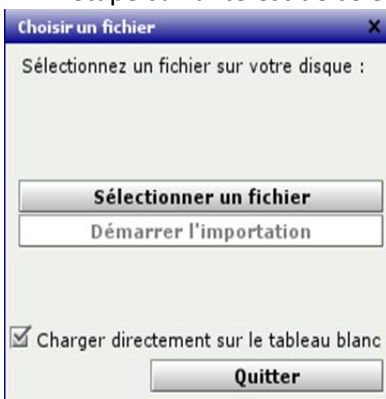 Choisir un fichier x
Sélectionnez un fichier sur votre disque :
Sélectionner un fichier
Démarrer l'importation
Charger directement sur le tableau blanc
Quitter